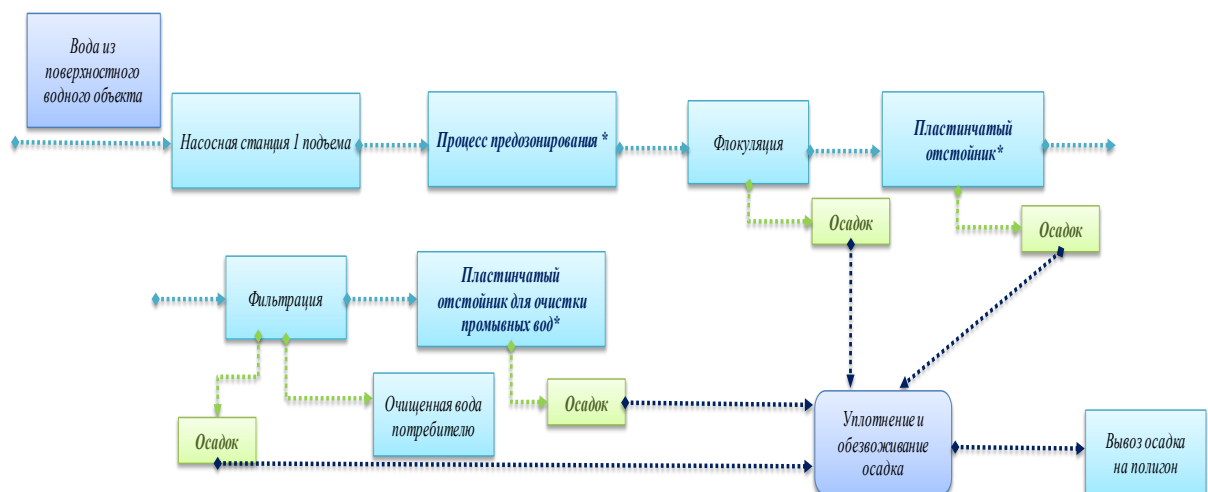 Вода из
поверхностного
водного объекта
Насосная станция 1 подъема
Процесс предозонирования *
Флокуляция
Пластинчатый
отстойник*
Осадок
Осадок
Фильтрация
Пластинчатый
отстойник для очистки
промывных вод*
Осадок
Очищенная вода
потребителю
Осадок
Уплотнение и
обезвоживание
осадка
Вывоз осадка
на полигон